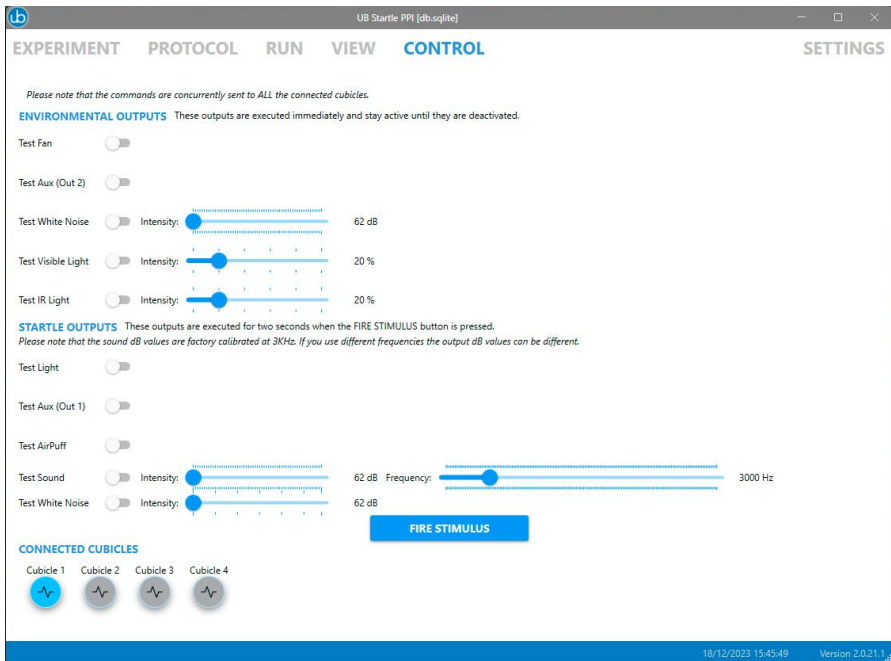 ub UB Startle PPI [db.sqlite]
EXPERIMENT PROTOCOL RUN VIEW CONTROL SETTINGS
Please note that the commands are concurrently sent to ALL the connected cubicles.
ENVIRONMENTAL OUTPUTS These outputs are executed immediately and stay active until they are deactivated.
Test Fan
Test Aux (Out 2)
Test White Noise Intensity: 62 dB
Test Visible Light Intensity: 20 %
Test IR Light Intensity: 20 %
STARTLE OUTPUTS These outputs are executed for two seconds when the FIRE STIMULUS button is pressed.
Please note that the sound dB values are factory calibrated at 3KHz. If you use different frequencies the output dB values can be different.
Test Light
Test Aux (Out 1)
Test AirPuff
Test Sound Intensity: 62 dB Frequency: 3000 Hz
Test White Noise Intensity: 62 dB
FIRE STIMULUS
CONNECTED CUBICLES
Cubicle 1 Cubicle 2 Cubicle 3 Cubicle 4
18/12/2023 15:45:49 Version 2.0.21.1